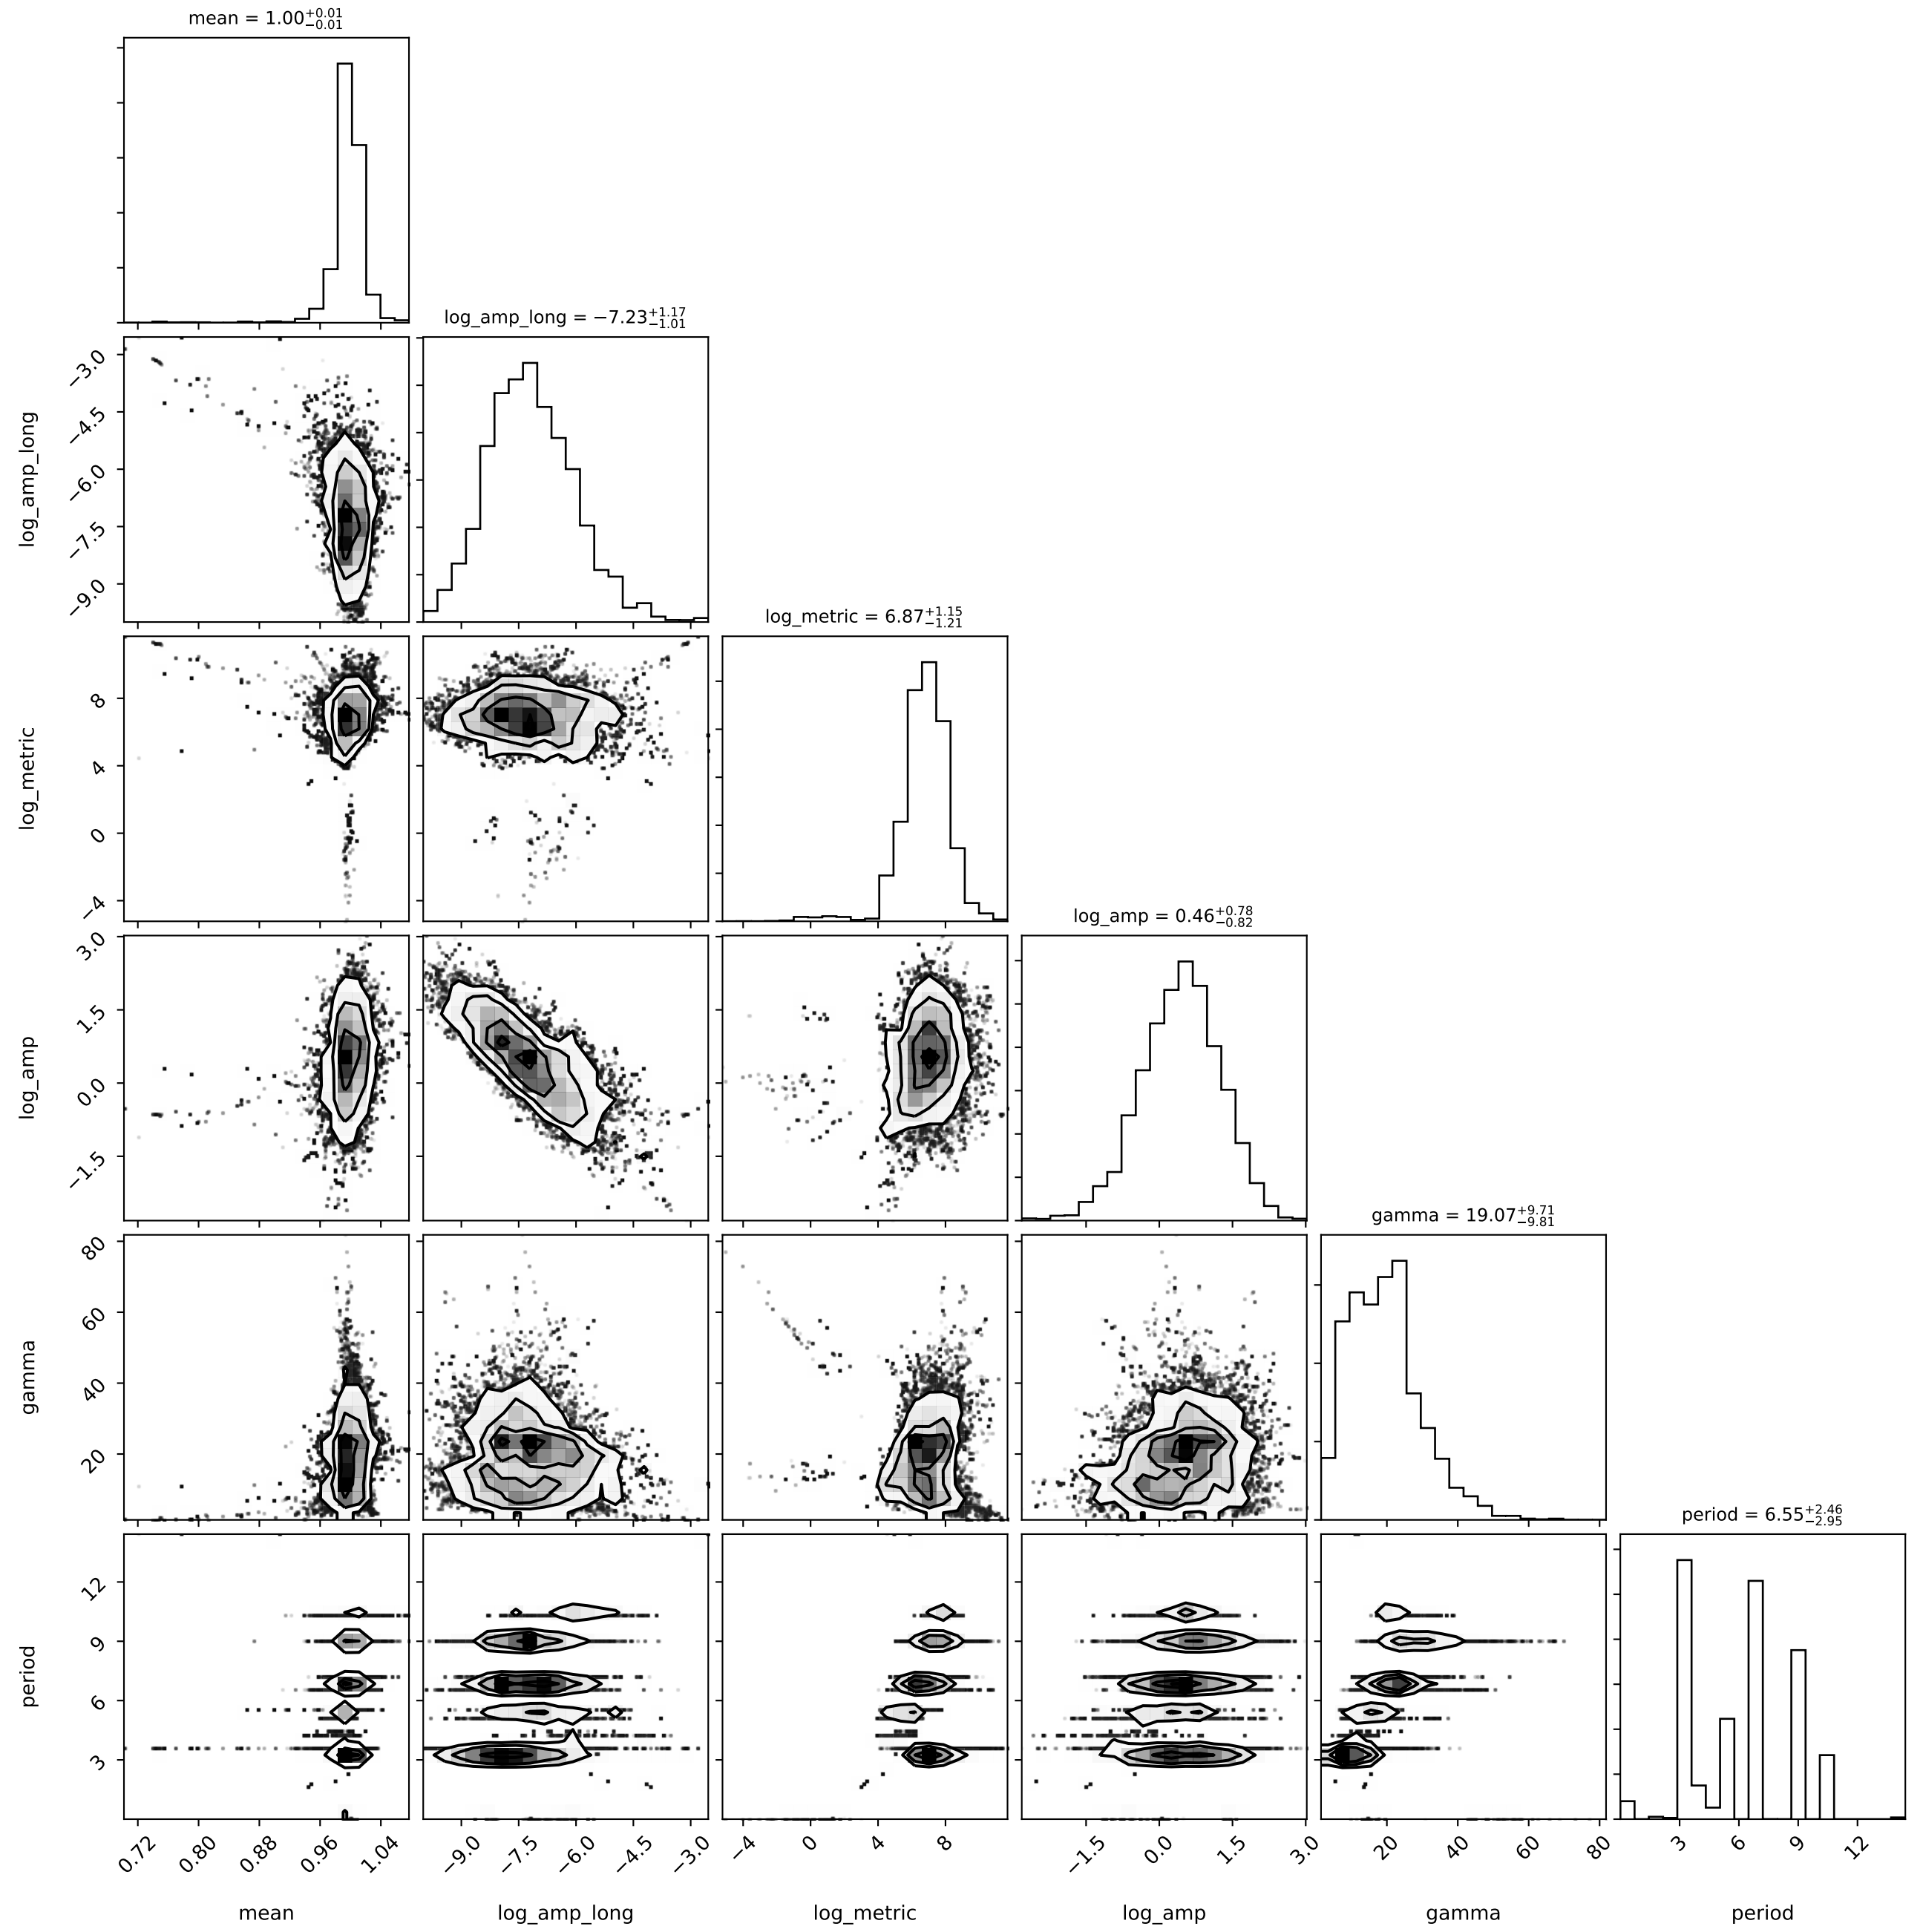 mean = 1.00 +0.01 −0.01
log_amp_long = −7.23 +1.17 −1.01
−3.0
−4.5
−6.0
−7.5
−9.0
log_amp_long
log_metric = 6.87 +1.15 −1.21
8
4
0
−4
log_metric
log_amp = 0.46 +0.78 −0.82
3.0
1.5
0.0
−1.5
log_amp
gamma = 19.07 +9.71 −9.81
80
60
40
20
gamma
period = 6.55 +2.46 −2.95
12
9
6
3
period
0.72 0.80 0.88 0.96 1.04 −9.0 −7.5 −6.0 −4.5 −3.0 −4 0 4 8 −1.5 0.0 1.5 3.0 20 40 60 80 3 6 9 12
mean log_amp_long log_metric log_amp gamma period